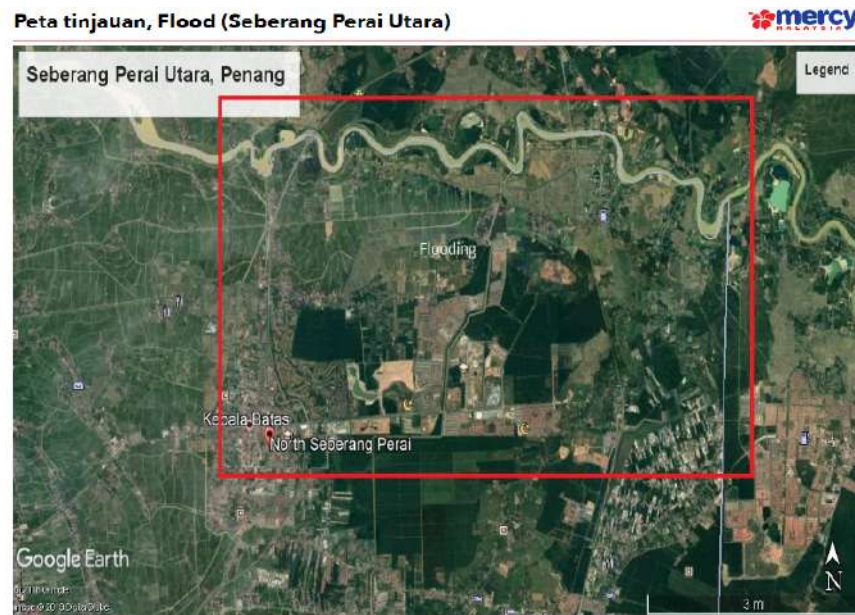 Peta tinjauan, Flood (Seberang Perai Utara)
mercy
MALAYSIA
Seberang Perai Utara, Penang
Legend
Flooding
Kepala Batas
North Seberang Perai
Google Earth
N
3 m